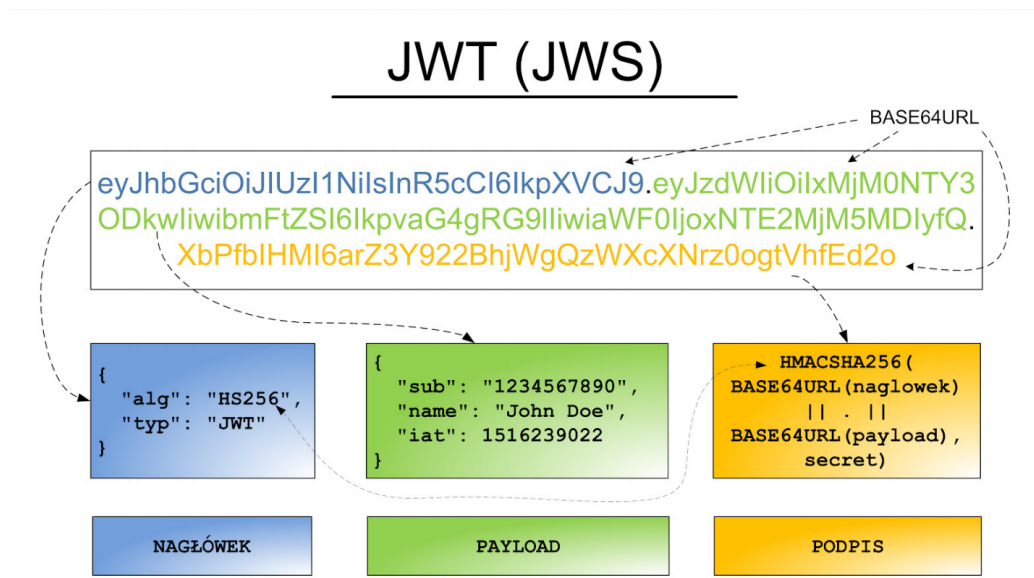 JWT (JWS)
BASE64URL
eyJhbGciOiJIUzI1NiIsInR5cCI6IkpXVCJ9.eyJzdWIiOiIxMjM0NTY3
ODkwIiwibmFtZSI6IkpvaG4gRG9lIiwiaWF0IjoxNTE2MjM5MDIyfQ.
XbPfbIHMI6arZ3Y922BhjWgQzWXcXNrz0ogtVhfEd2o
{
"alg": "HS256",
"typ": "JWT"
}
{
"sub": "1234567890",
"name": "John Doe",
"iat": 1516239022
}
HMACSHA256(
BASE64URL(naglowek)
|| . ||
BASE64URL(payload),
secret)
NAGŁÓWEK
PAYLOAD
PODPIS